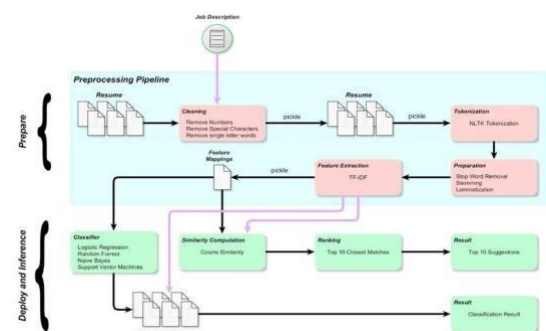 Job Description
Preprocessing Pipeline
Resume
Cleaning
Remove Numbers
Remove Special Characters
Remove single letter words
pickle
Resume
pickle
Tokenization
NLTK Tokenization
Prepare
Feature Mappings
pickle
Feature Extraction
TF-IDF
Preparation
Stop Word Removal
Stemming
Lemmatization
Deploy and Inference
Classifier
Logistic Regression
Random Forrest
Naive Bayes
Support Vector Machines
Similarity Computation
Cosine Similarity
Ranking
Top 10 Closest Matches
Result
Top 10 Suggestions
Result
Classification Result